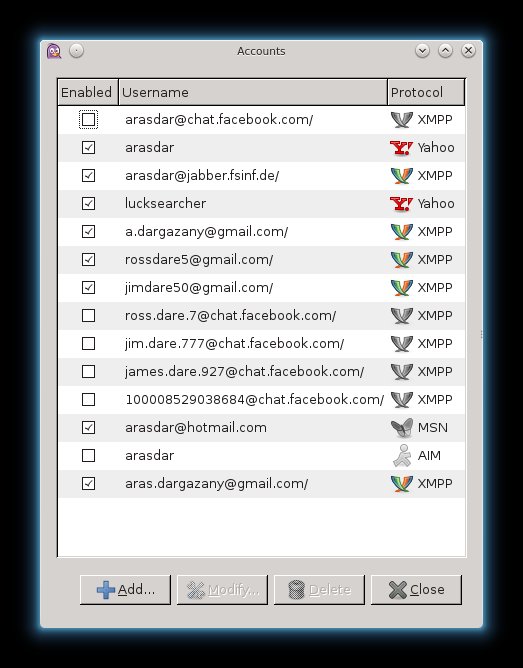 Accounts
Enabled Username Protocol
arasdar@chat.facebook.com/ XMPP
arasdar Yahoo
arasdar@jabber.fsinf.de/ XMPP
lucksearcher Yahoo
a.dargazany@gmail.com/ XMPP
rossdare5@gmail.com/ XMPP
jimdare50@gmail.com/ XMPP
ross.dare.7@chat.facebook.com/ XMPP
jim.dare.777@chat.facebook.com/ XMPP
james.dare.927@chat.facebook.com/ XMPP
100008529038684@chat.facebook.com/ XMPP
arasdar@hotmail.com MSN
arasdar AIM
aras.dargazany@gmail.com/ XMPP
Add... Modify... Delete Close